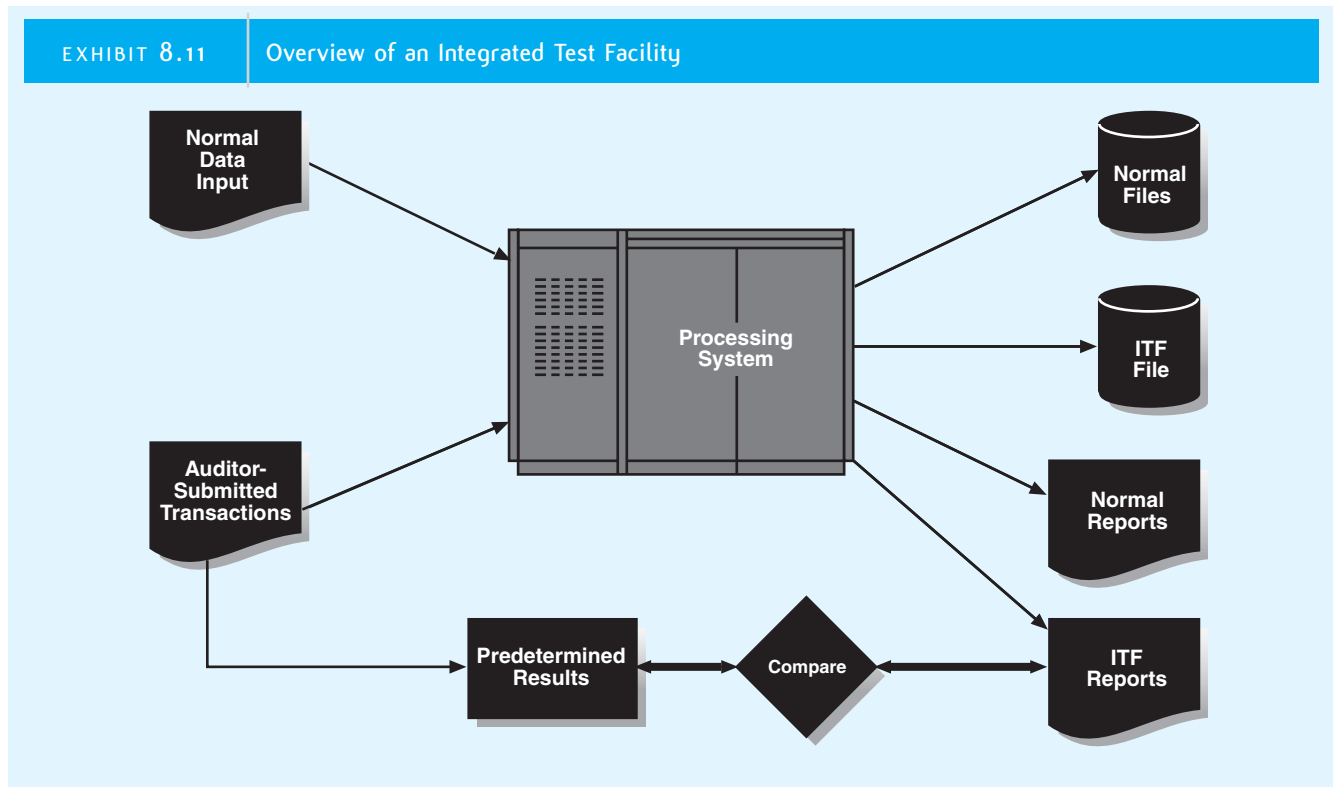 EXHIBIT 8.11
Overview of an Integrated Test Facility
Normal
Data
Input
Normal
Files
Processing
System
ITF
File
Auditor-
Submitted
Transactions
Normal
Reports
Predetermined
Results
Compare
ITF
Reports